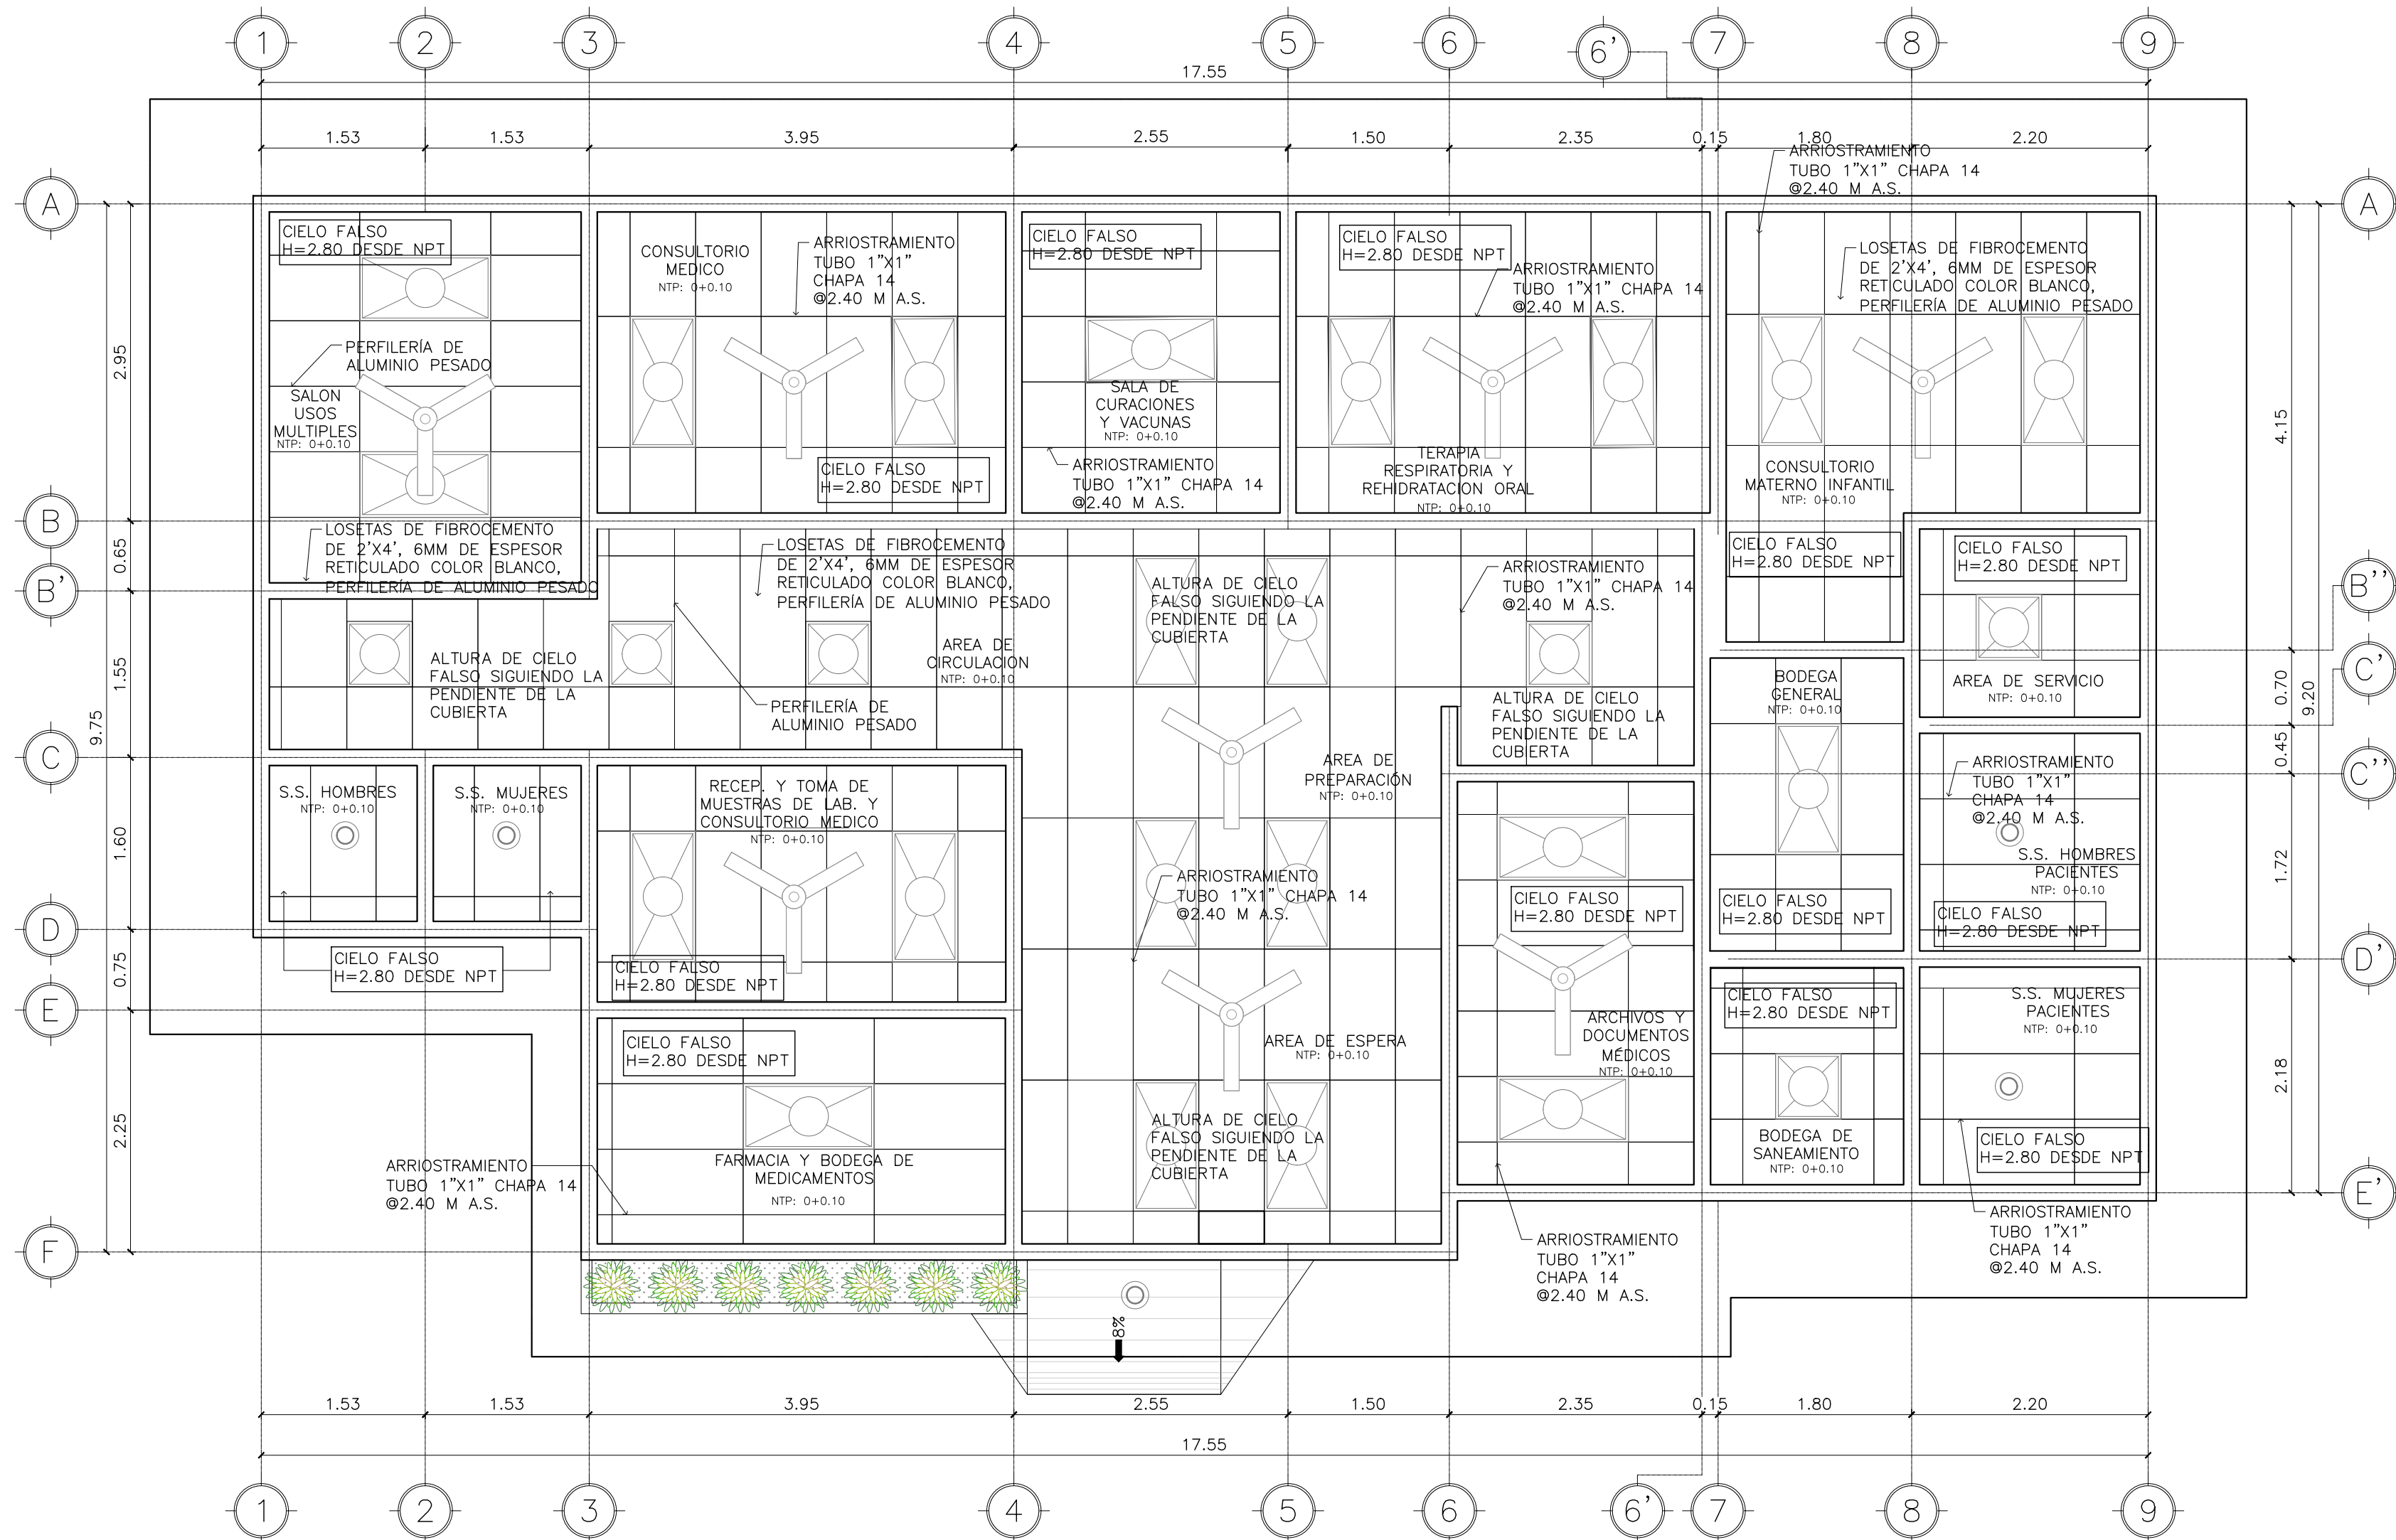 1
2
3
4
5
6
6'
7
8
9
17.55
1.53
1.53
3.95
2.55
1.50
2.35
0.15
1.80
2.20
ARRIOSTRAMIENTO
TUBO 1"X1" CHAPA 14
@2.40 M A.S.
A
A
CIELO FALSO
H=2.80 DESDE NPT
PERFILERÍA DE
ALUMINIO PESADO
SALON
USOS
MULTIPLES
NTP: 0+0.10
LOSETAS DE FIBROCEMENTO
DE 2'X4', 6MM DE ESPESOR
RETICULADO COLOR BLANCO,
PERFILERÍA DE ALUMINIO PESADO
CONSULTORIO
MEDICO
NTP: 0+0.10
ARRIOSTRAMIENTO
TUBO 1"X1"
CHAPA 14
@2.40 M A.S.
CIELO FALSO
H=2.80 DESDE NPT
CIELO FALSO
H=2.80 DESDE NPT
SALA DE
CURACIONES
Y VACUNAS
NTP: 0+0.10
ARRIOSTRAMIENTO
TUBO 1"X1" CHAPA 14
@2.40 M A.S.
CIELO FALSO
H=2.80 DESDE NPT
ARRIOSTRAMIENTO
TUBO 1"X1" CHAPA 14
@2.40 M A.S.
TERAPIA
RESPIRATORIA Y
REHIDRATACION ORAL
NTP: 0+0.10
LOSETAS DE FIBROCEMENTO
DE 2'X4', 6MM DE ESPESOR
RETICULADO COLOR BLANCO,
PERFILERÍA DE ALUMINIO PESADO
CONSULTORIO
MATERNO INFANTIL
NTP: 0+0.10
CIELO FALSO
H=2.80 DESDE NPT
CIELO FALSO
H=2.80 DESDE NPT
AREA DE SERVICIO
NTP: 0+0.10
2.95
B
0.65
B'
1.55
9.75
C
1.60
D
0.75
E
2.25
F
4.15
B''
0.70
9.20
C'
0.45
C''
1.72
D'
2.18
E'
LOSETAS DE FIBROCEMENTO
DE 2'X4', 6MM DE ESPESOR
RETICULADO COLOR BLANCO,
PERFILERÍA DE ALUMINIO PESADO
ALTURA DE CIELO
FALSO SIGUIENDO LA
PENDIENTE DE LA
CUBIERTA
AREA DE
CIRCULACION
NTP: 0+0.10
PERFILERÍA DE
ALUMINIO PESADO
ALTURA DE CIELO
FALSO SIGUIENDO LA
PENDIENTE DE LA
CUBIERTA
ARRIOSTRAMIENTO
TUBO 1"X1" CHAPA 14
@2.40 M A.S.
ALTURA DE CIELO
FALSO SIGUIENDO LA
PENDIENTE DE LA
CUBIERTA
BODEGA
GENERAL
NTP: 0+0.10
CIELO FALSO
H=2.80 DESDE NPT
AREA DE
PREPARACIÓN
NTP: 0+0.10
S.S. HOMBRES
NTP: 0+0.10
S.S. MUJERES
NTP: 0+0.10
CIELO FALSO
H=2.80 DESDE NPT
RECEP. Y TOMA DE
MUESTRAS DE LAB. Y
CONSULTORIO MEDICO
NTP: 0+0.10
CIELO FALSO
H=2.80 DESDE NPT
ARRIOSTRAMIENTO
TUBO 1"X1" CHAPA 14
@2.40 M A.S.
CIELO FALSO
H=2.80 DESDE NPT
ARRIOSTRAMIENTO
TUBO 1"X1"
CHAPA 14
@2.40 M A.S.
S.S. HOMBRES
PACIENTES
NTP: 0+0.10
CIELO FALSO
H=2.80 DESDE NPT
CIELO FALSO
H=2.80 DESDE NPT
FARMACIA Y BODEGA DE
MEDICAMENTOS
NTP: 0+0.10
ARRIOSTRAMIENTO
TUBO 1"X1" CHAPA 14
@2.40 M A.S.
AREA DE ESPERA
NTP: 0+0.10
ALTURA DE CIELO
FALSO SIGUIENDO LA
PENDIENTE DE LA
CUBIERTA
ARCHIVOS Y
DOCUMENTOS
MÉDICOS
NTP: 0+0.10
ARRIOSTRAMIENTO
TUBO 1"X1"
CHAPA 14
@2.40 M A.S.
CIELO FALSO
H=2.80 DESDE NPT
BODEGA DE
SANEAMIENTO
NTP: 0+0.10
S.S. MUJERES
PACIENTES
NTP: 0+0.10
CIELO FALSO
H=2.80 DESDE NPT
ARRIOSTRAMIENTO
TUBO 1"X1"
CHAPA 14
@2.40 M A.S.
8%
1.53
1.53
3.95
2.55
1.50
2.35
0.15
1.80
2.20
17.55
1
2
3
4
5
6
6'
7
8
9